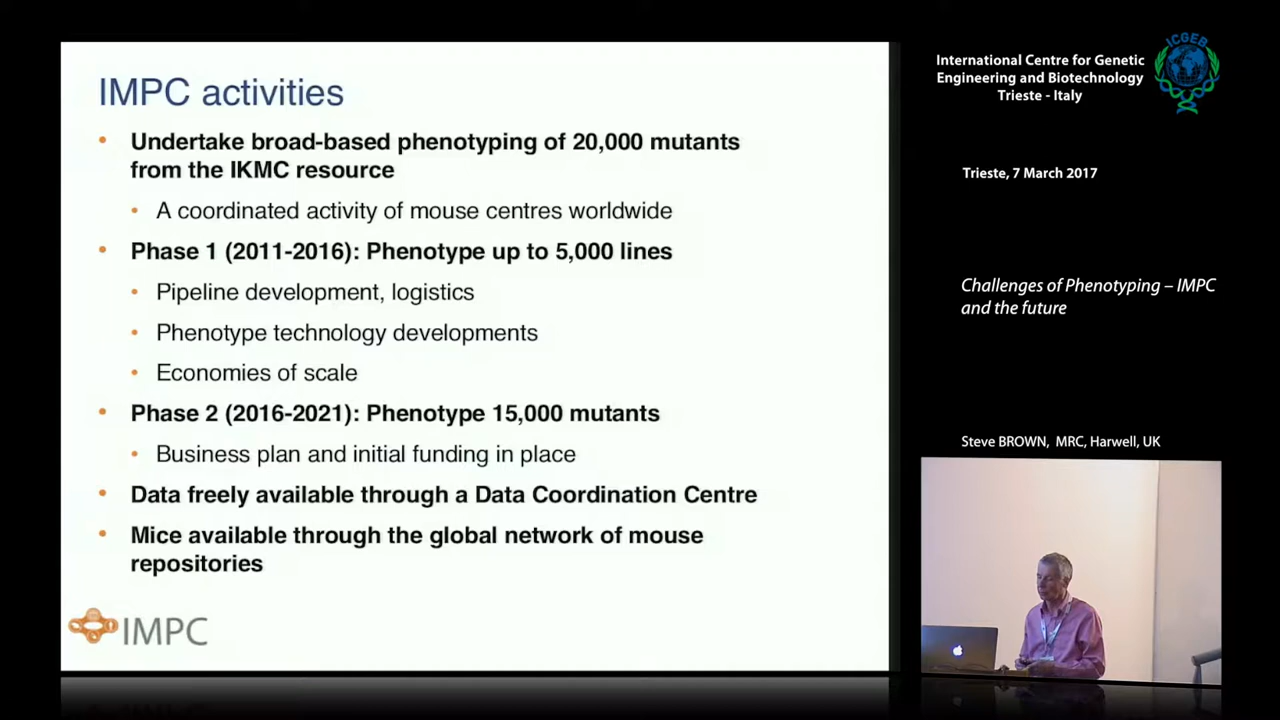 IMPC activities
• Undertake broad-based phenotyping of 20,000 mutants
from the IKMC resource
• A coordinated activity of mouse centres worldwide
• Phase 1 (2011-2016): Phenotype up to 5,000 lines
• Pipeline development, logistics
• Phenotype technology developments
• Economies of scale
• Phase 2 (2016-2021): Phenotype 15,000 mutants
• Business plan and initial funding in place
• Data freely available through a Data Coordination Centre
• Mice available through the global network of mouse
repositories
IMPC
International Centre for Genetic
Engineering and Biotechnology
Trieste - Italy
ICGEB
Trieste, 7 March 2017
Challenges of Phenotyping – IMPC
and the future
Steve BROWN, MRC, Harwell, UK